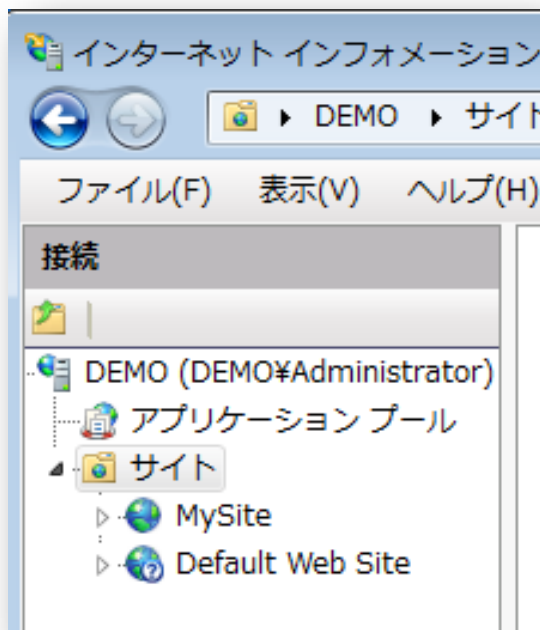 インターネット インフォメーション
DEMO サイト
ファイル(F) 表示(V) ヘルプ(H)
接続
DEMO (DEMO¥Administrator)
アプリケーション プール
サイト
MySite
Default Web Site